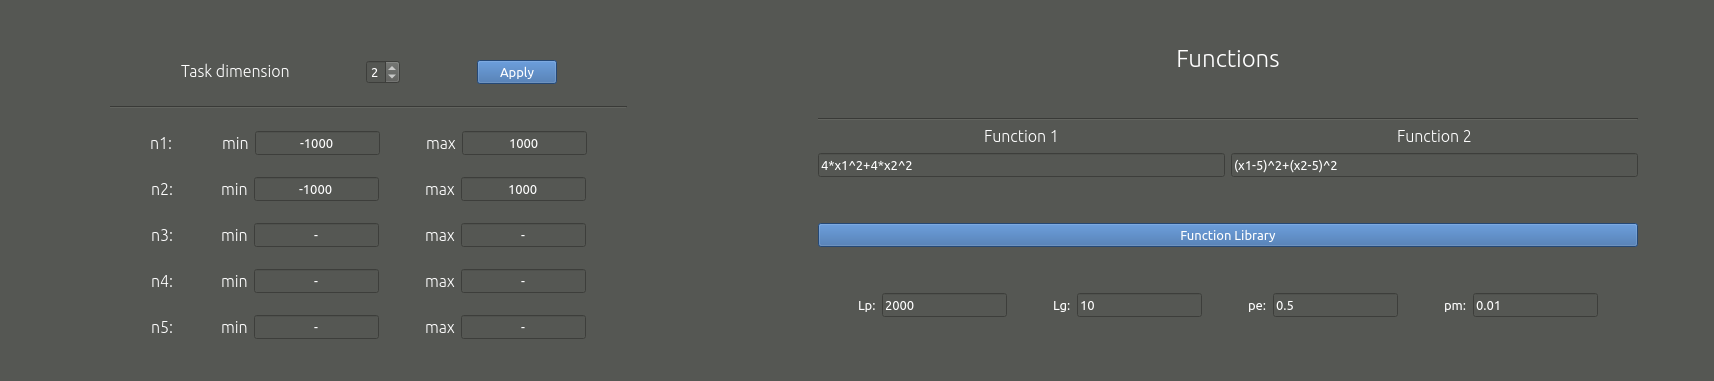 Task dimension 2 Apply
n1: min -1000 max 1000
n2: min -1000 max 1000
n3: min - max -
n4: min - max -
n5: min - max -
Functions
Function 1 Function 2
4*x1^2+4*x2^2 (x1-5)^2+(x2-5)^2
Function Library
Lp: 2000 Lg: 10 pe: 0.5 pm: 0.01